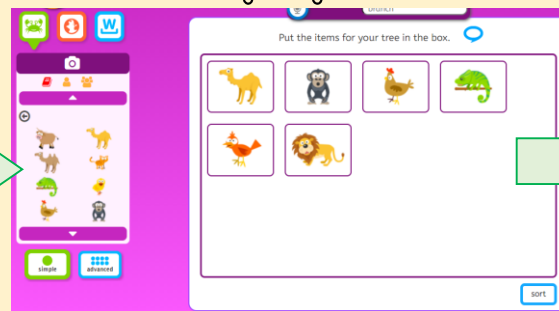 W
branch
Put the items for your tree in the box.
simple
advanced
sort